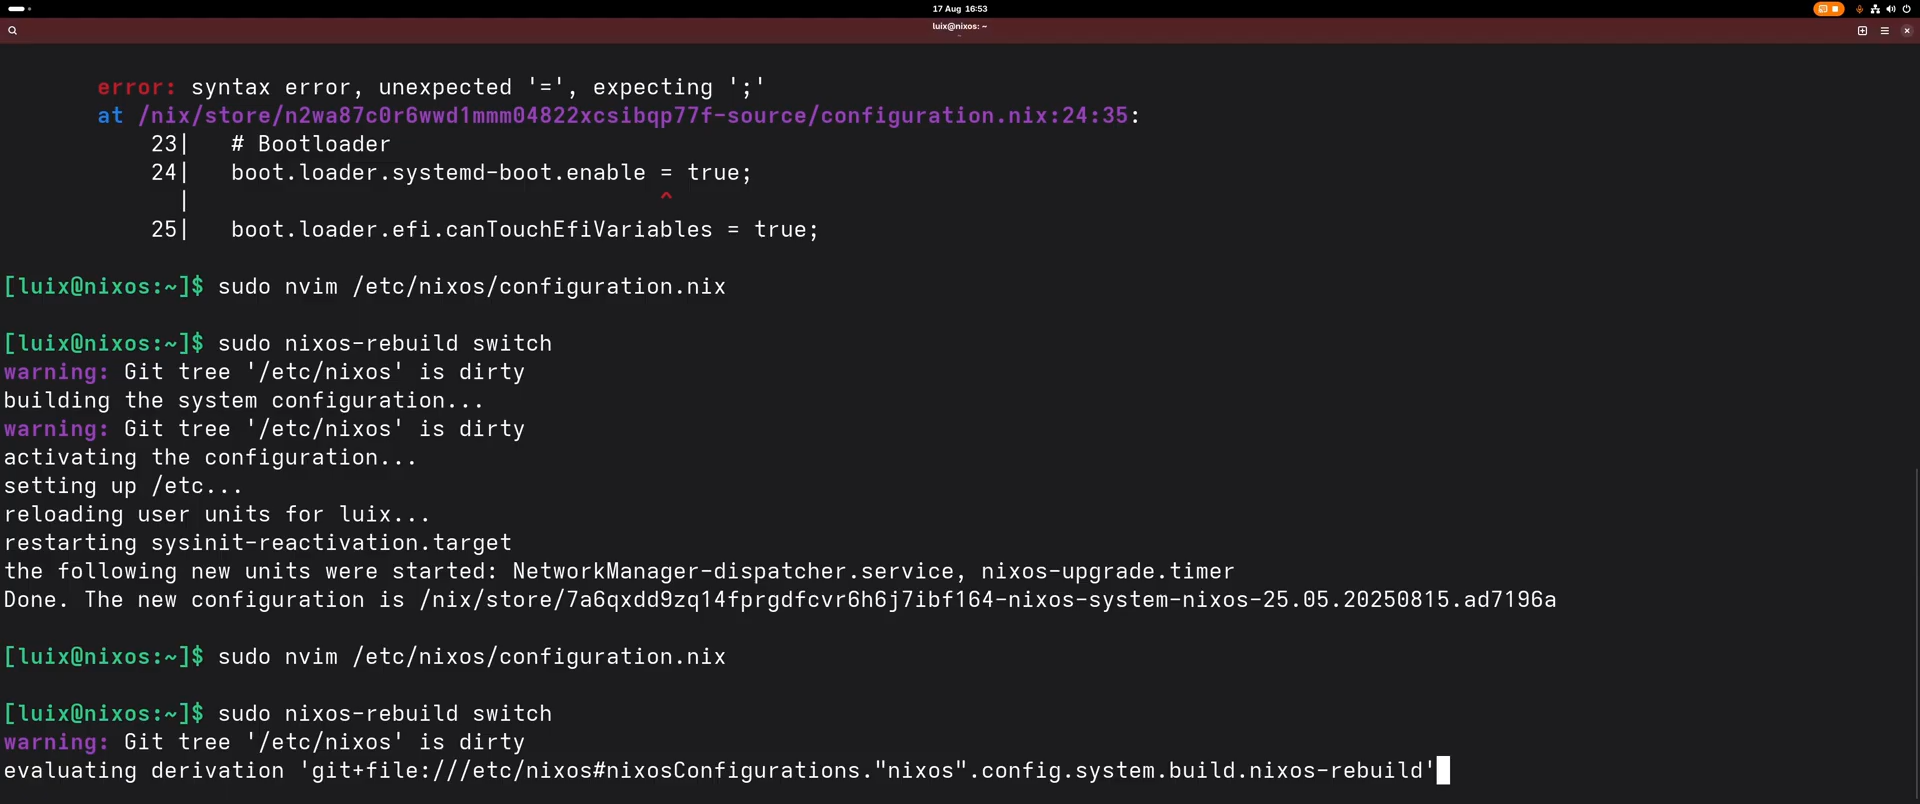 17 Aug 16:53
luix@nixos: ~
~
error: syntax error, unexpected '=', expecting ';'
at /nix/store/n2wa87c0r6wwd1mmm04822xcsibqp77f-source/configuration.nix:24:35:
23|   # Bootloader
24|   boot.loader.systemd-boot.enable = true;
|                                   ^
25|   boot.loader.efi.canTouchEfiVariables = true;
[luix@nixos:~]$ sudo nvim /etc/nixos/configuration.nix
[luix@nixos:~]$ sudo nixos-rebuild switch
warning: Git tree '/etc/nixos' is dirty
building the system configuration...
warning: Git tree '/etc/nixos' is dirty
activating the configuration...
setting up /etc...
reloading user units for luix...
restarting sysinit-reactivation.target
the following new units were started: NetworkManager-dispatcher.service, nixos-upgrade.timer
Done. The new configuration is /nix/store/7a6qxdd9zq14fprgdfcvr6h6j7ibf164-nixos-system-nixos-25.05.20250815.ad7196a
[luix@nixos:~]$ sudo nvim /etc/nixos/configuration.nix
[luix@nixos:~]$ sudo nixos-rebuild switch
warning: Git tree '/etc/nixos' is dirty
evaluating derivation 'git+file:///etc/nixos#nixosConfigurations."nixos".config.system.build.nixos-rebuild'